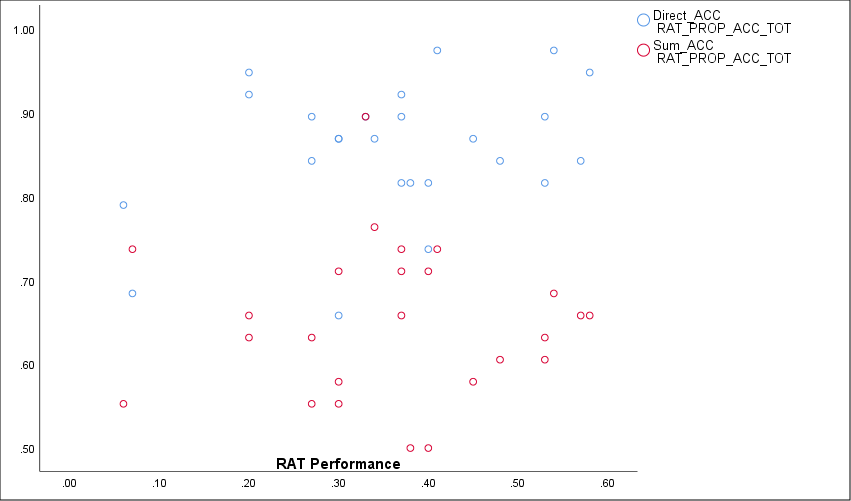 1.00
.90
.80
.70
.60
.50
RAT Performance
.00 .10 .20 .30 .40 .50 .60
Direct_ACC
RAT_PROP_ACC_TOT
Sum_ACC
RAT_PROP_ACC_TOT